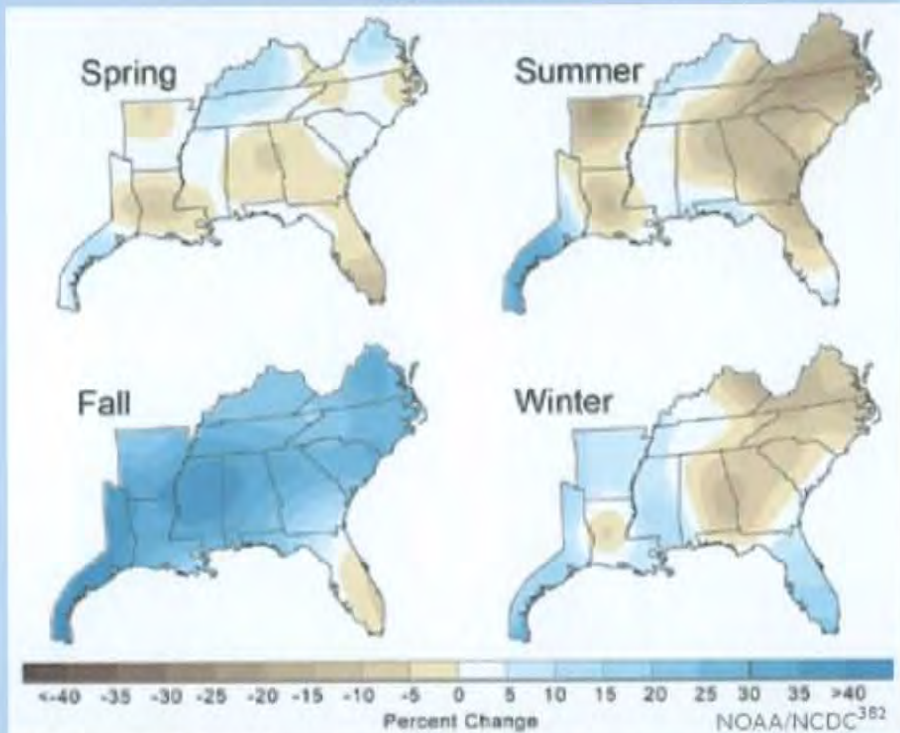 Spring
Summer
Fall
Winter
<-40 -35 -30 -25 -20 -15 -10 -5 0 5 10 15 20 25 30 35 >40
Percent Change
NOAA/NCDC382